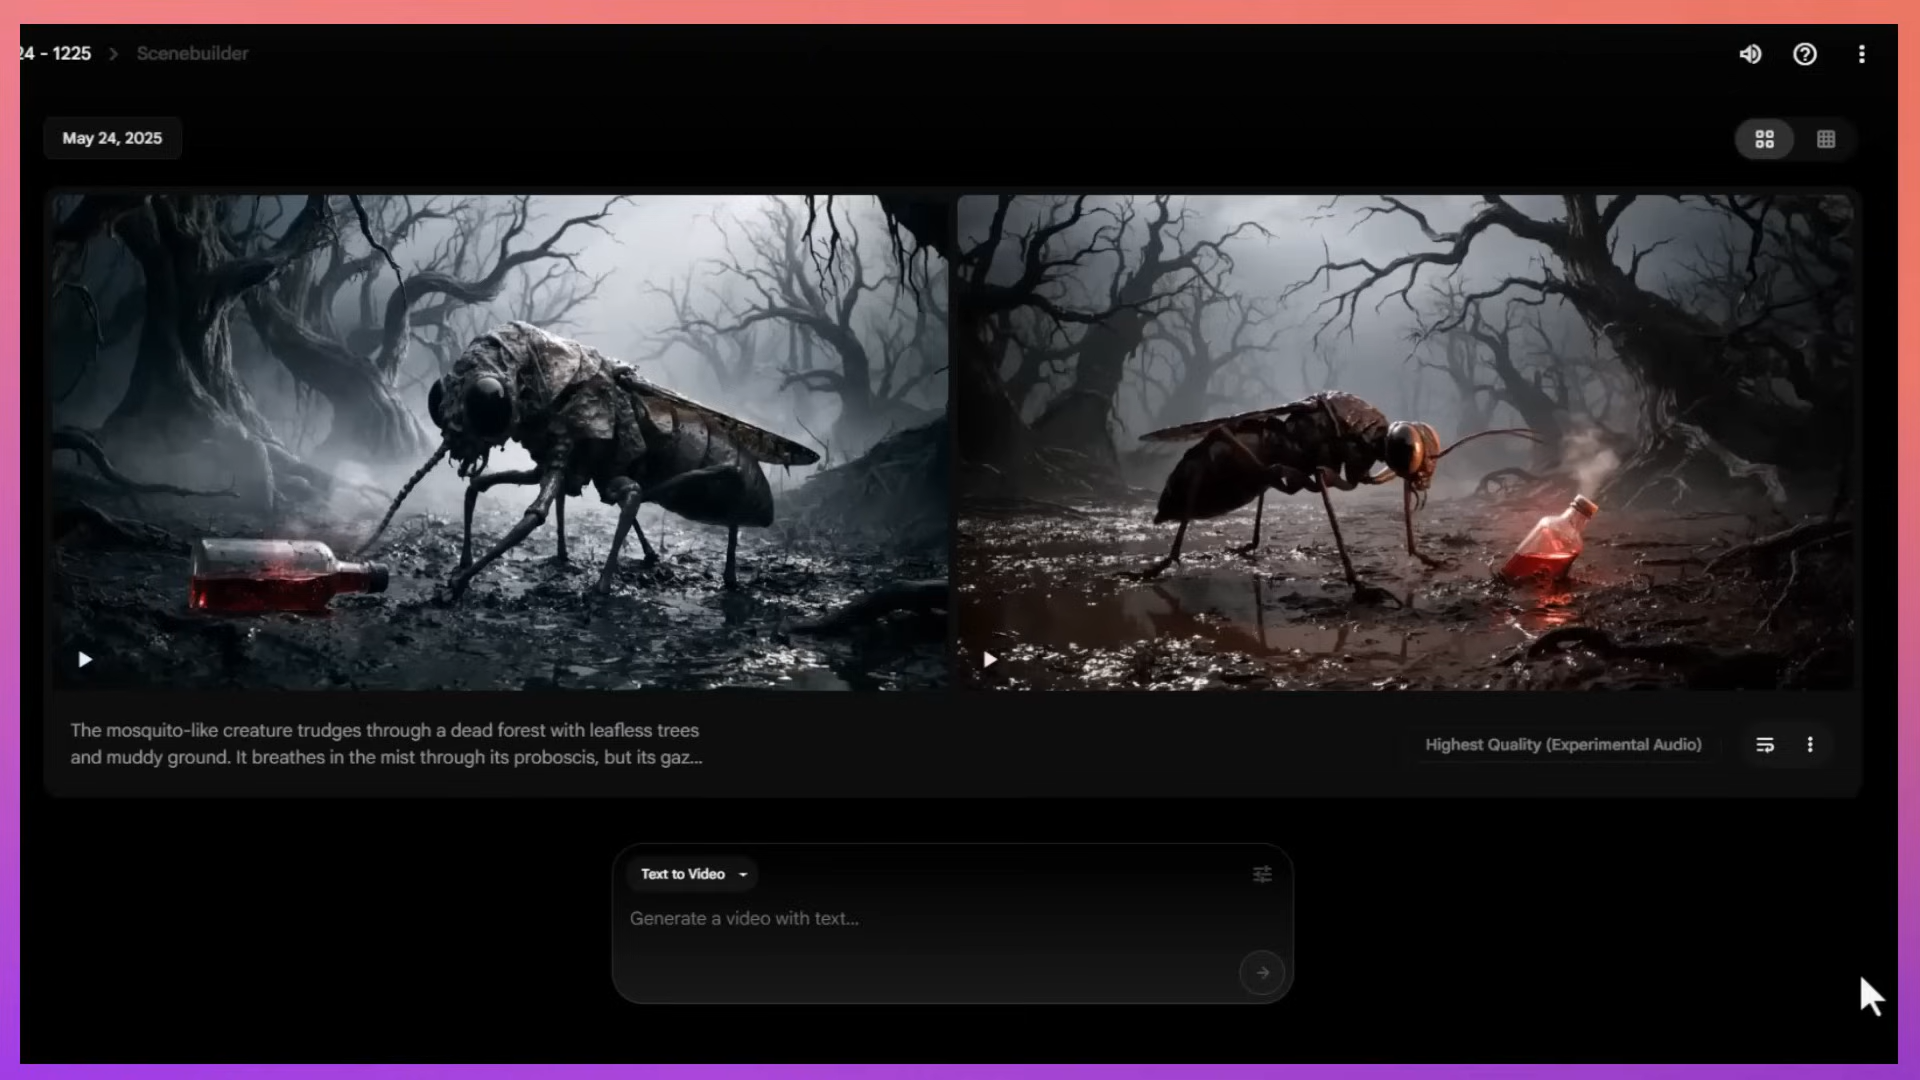 24 - 1225 > Scenebuilder
May 24, 2025
The mosquito-like creature trudges through a dead forest with leafless trees
and muddy ground. It breathes in the mist through its proboscis, but its gaz...
Highest Quality (Experimental Audio)
Text to Video
Generate a video with text...